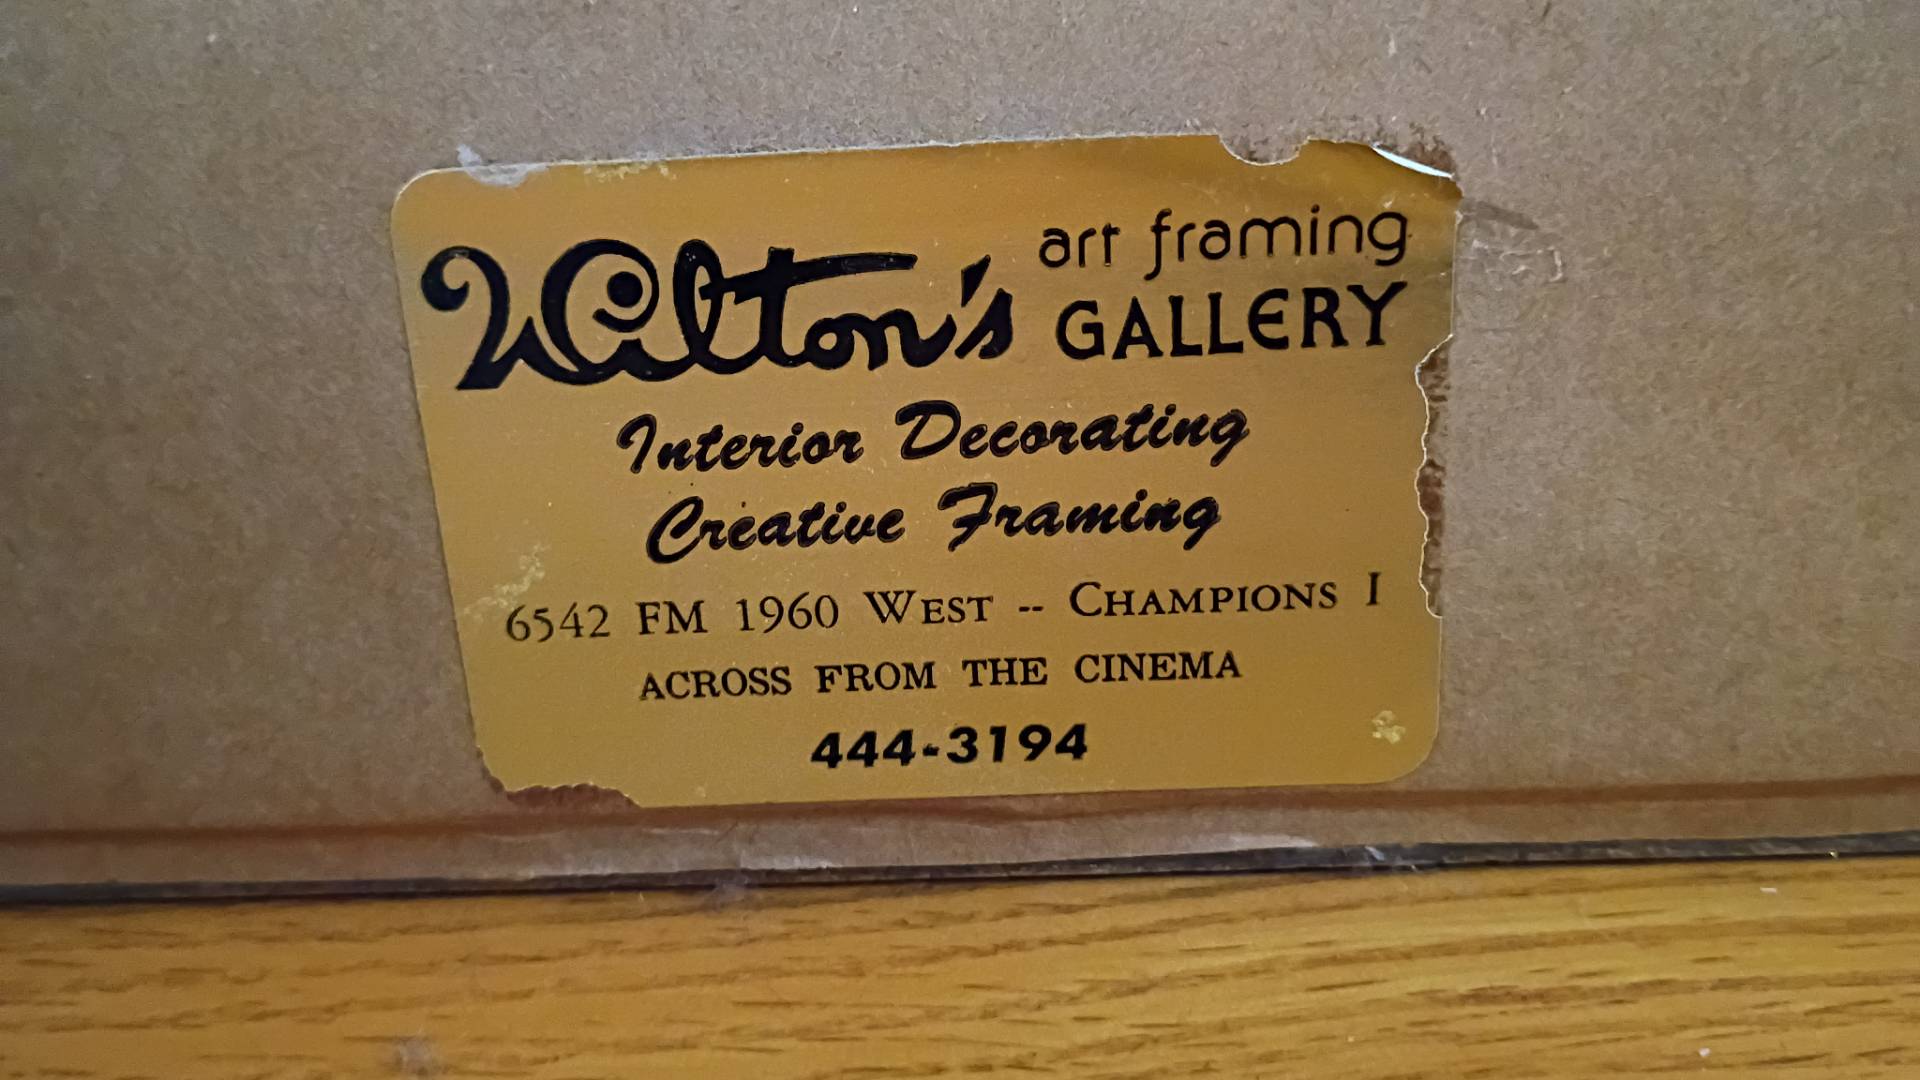 Wilton's art framing GALLERY
Interior Decorating
Creative Framing
6542 FM 1960 WEST -- CHAMPIONS I
ACROSS FROM THE CINEMA
444-3194